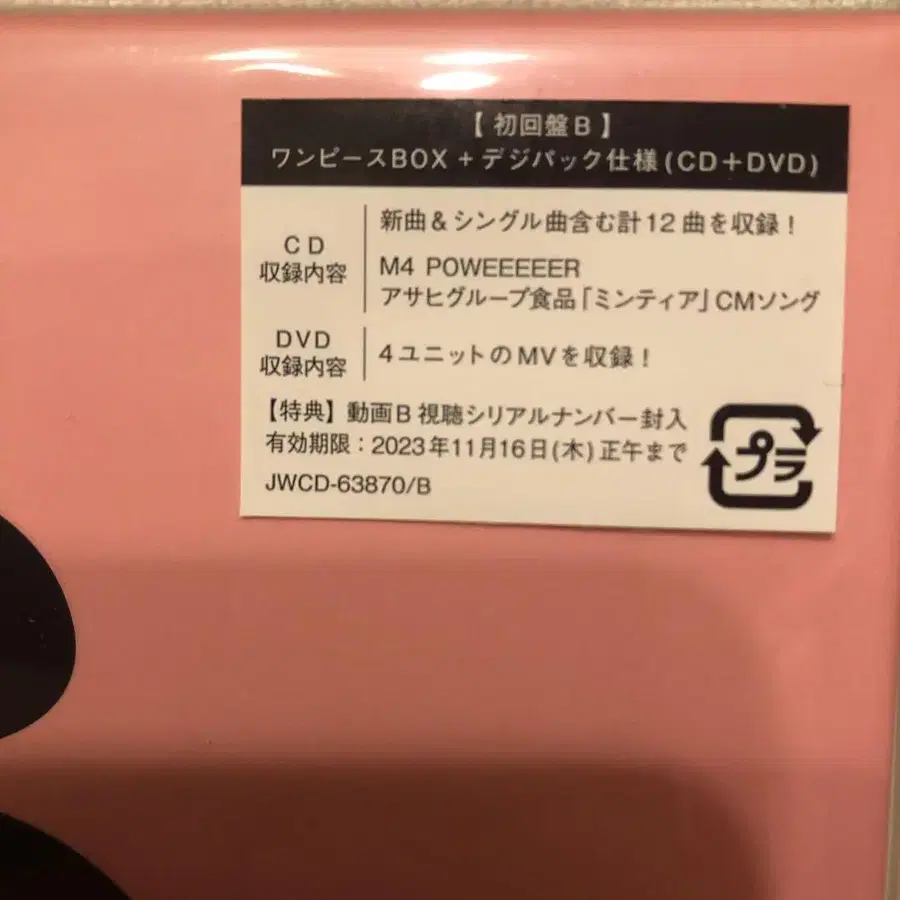 【初回盤B】
ワンピースBOX + デジパック仕様(CD+DVD)
CD
収録内容
新曲&シングル曲含む計12曲を収録!
M4 POWEEEEEER
アサヒグループ食品「ミンティア」CMソング
DVD
収録内容
4ユニットのMVを収録!
【特典】動画B視聴シリアルナンバー封入
有効期限:2023年11月16日(木)正午まで
JWCD-63870/B
プラ